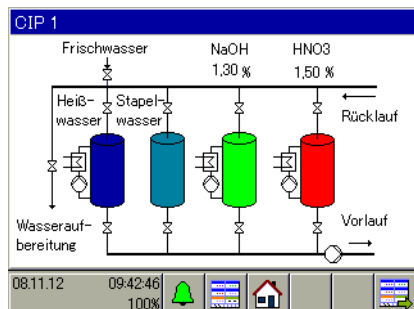 CIP 1
Frischwasser
NaOH
HNO3
1,30 %
1,50 %
Heiß-
wasser
Stapel-
wasser
Rücklauf
Wasserauf-
bereitung
Vorlauf
08.11.12
09:42:46
100%